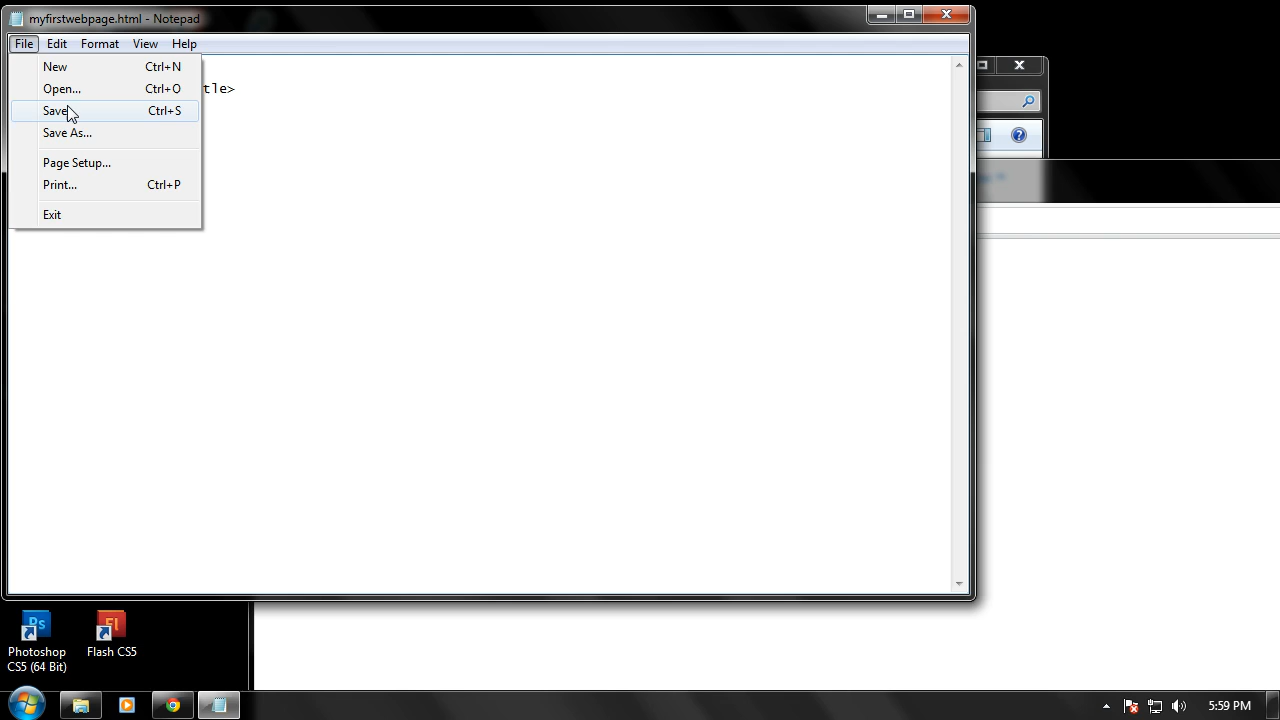 myfirstwebpage.html - Notepad
File Edit Format View Help
New Ctrl+N
tle>
Open... Ctrl+O
Save Ctrl+S
Save As...
Page Setup...
Print... Ctrl+P
Exit
Photoshop CS5 (64 Bit)
Flash CS5
5:59 PM